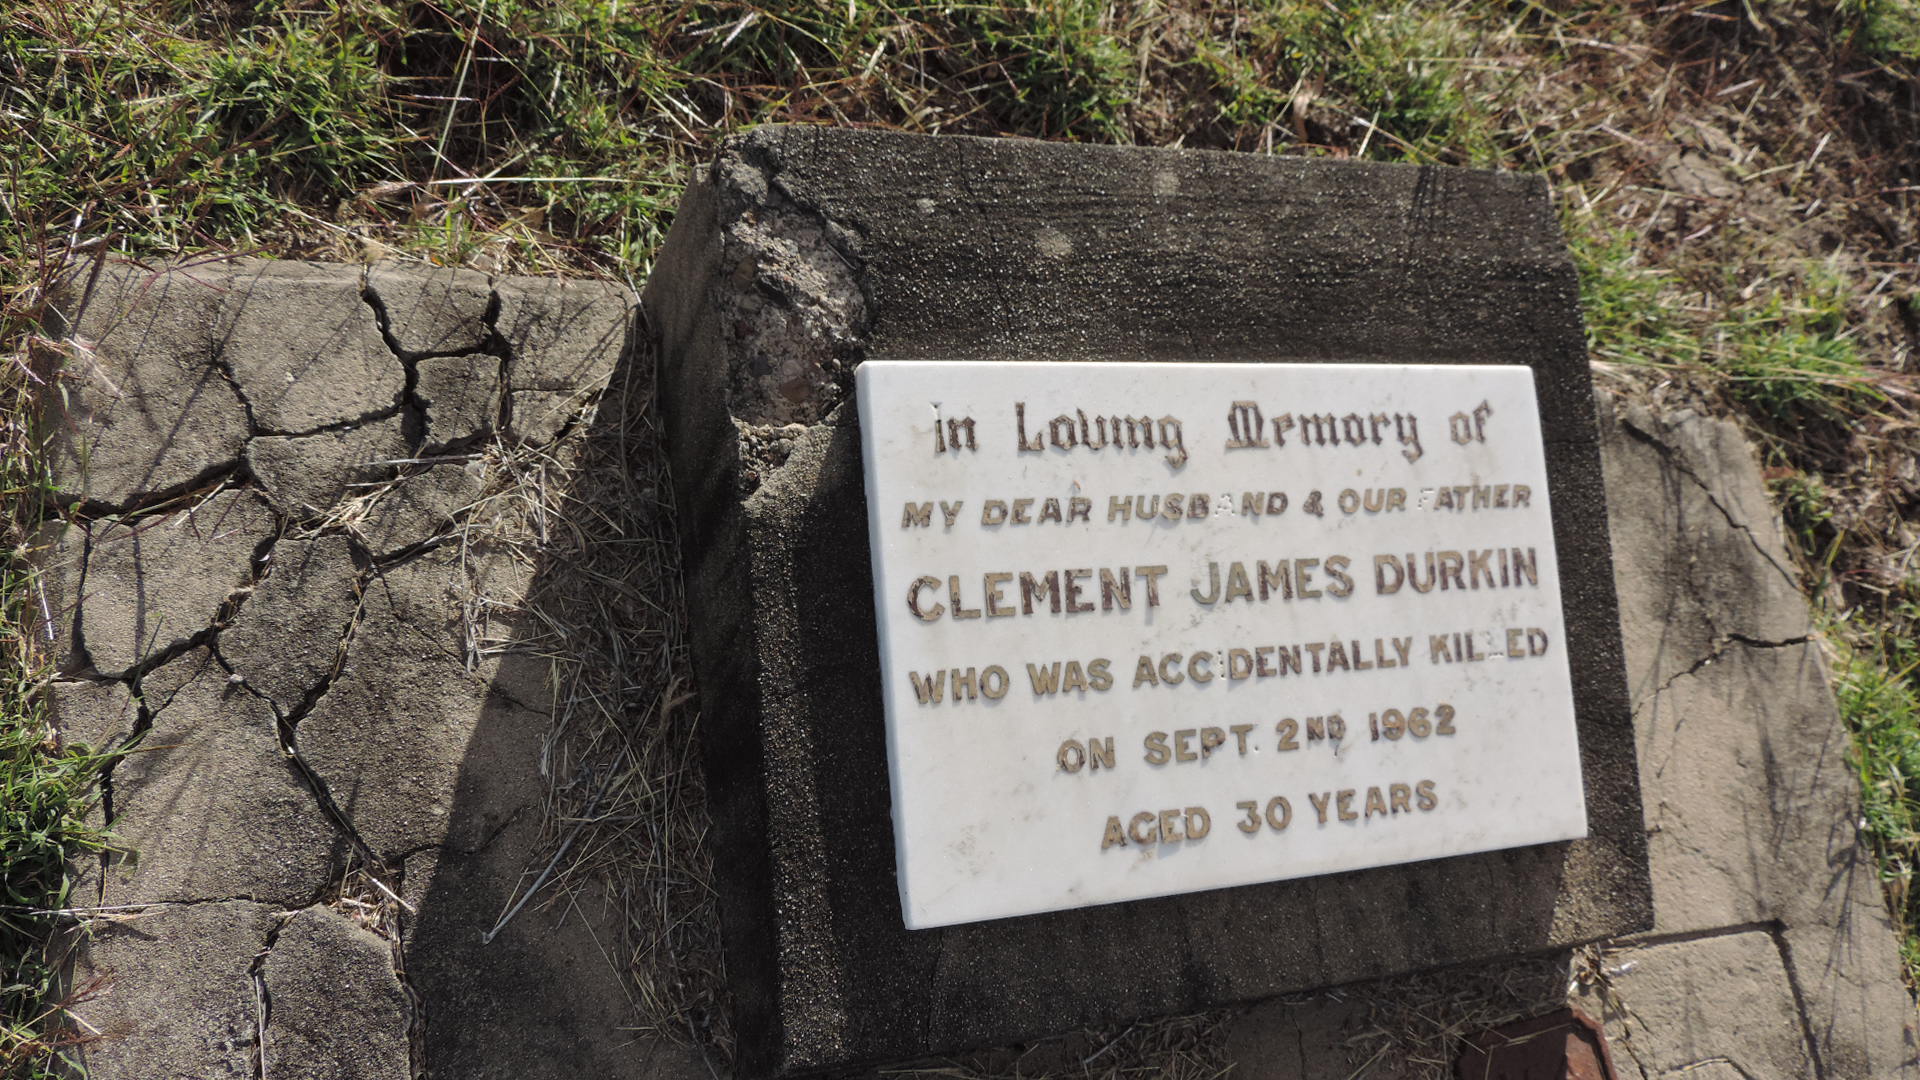 In Loving Memory of
MY DEAR HUSBAND & OUR FATHER
CLEMENT JAMES DURKIN
WHO WAS ACCIDENTALLY KILLED
ON SEPT. 2ND 1962
AGED 30 YEARS